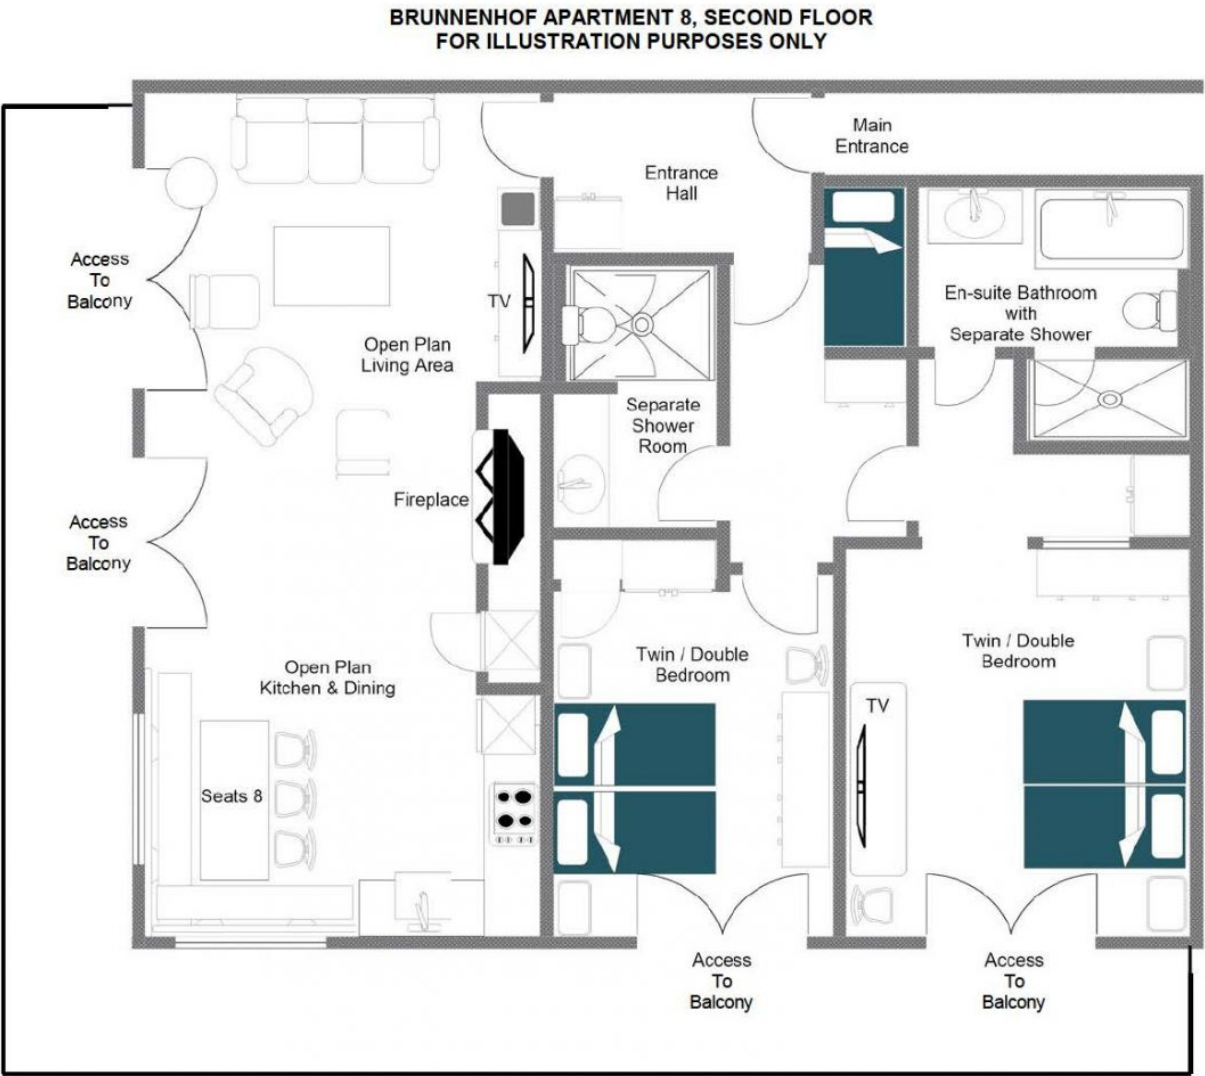 BRUNNENHOF APARTMENT 8, SECOND FLOOR
FOR ILLUSTRATION PURPOSES ONLY
Main
Entrance
Entrance
Hall
Access
To
Balcony
TV
En-suite Bathroom
with
Separate Shower
Open Plan
Living Area
Separate
Shower
Room
Fireplace
Access
To
Balcony
Open Plan
Kitchen & Dining
Twin / Double
Bedroom
Twin / Double
Bedroom
TV
Seats 8
Access
To
Balcony
Access
To
Balcony